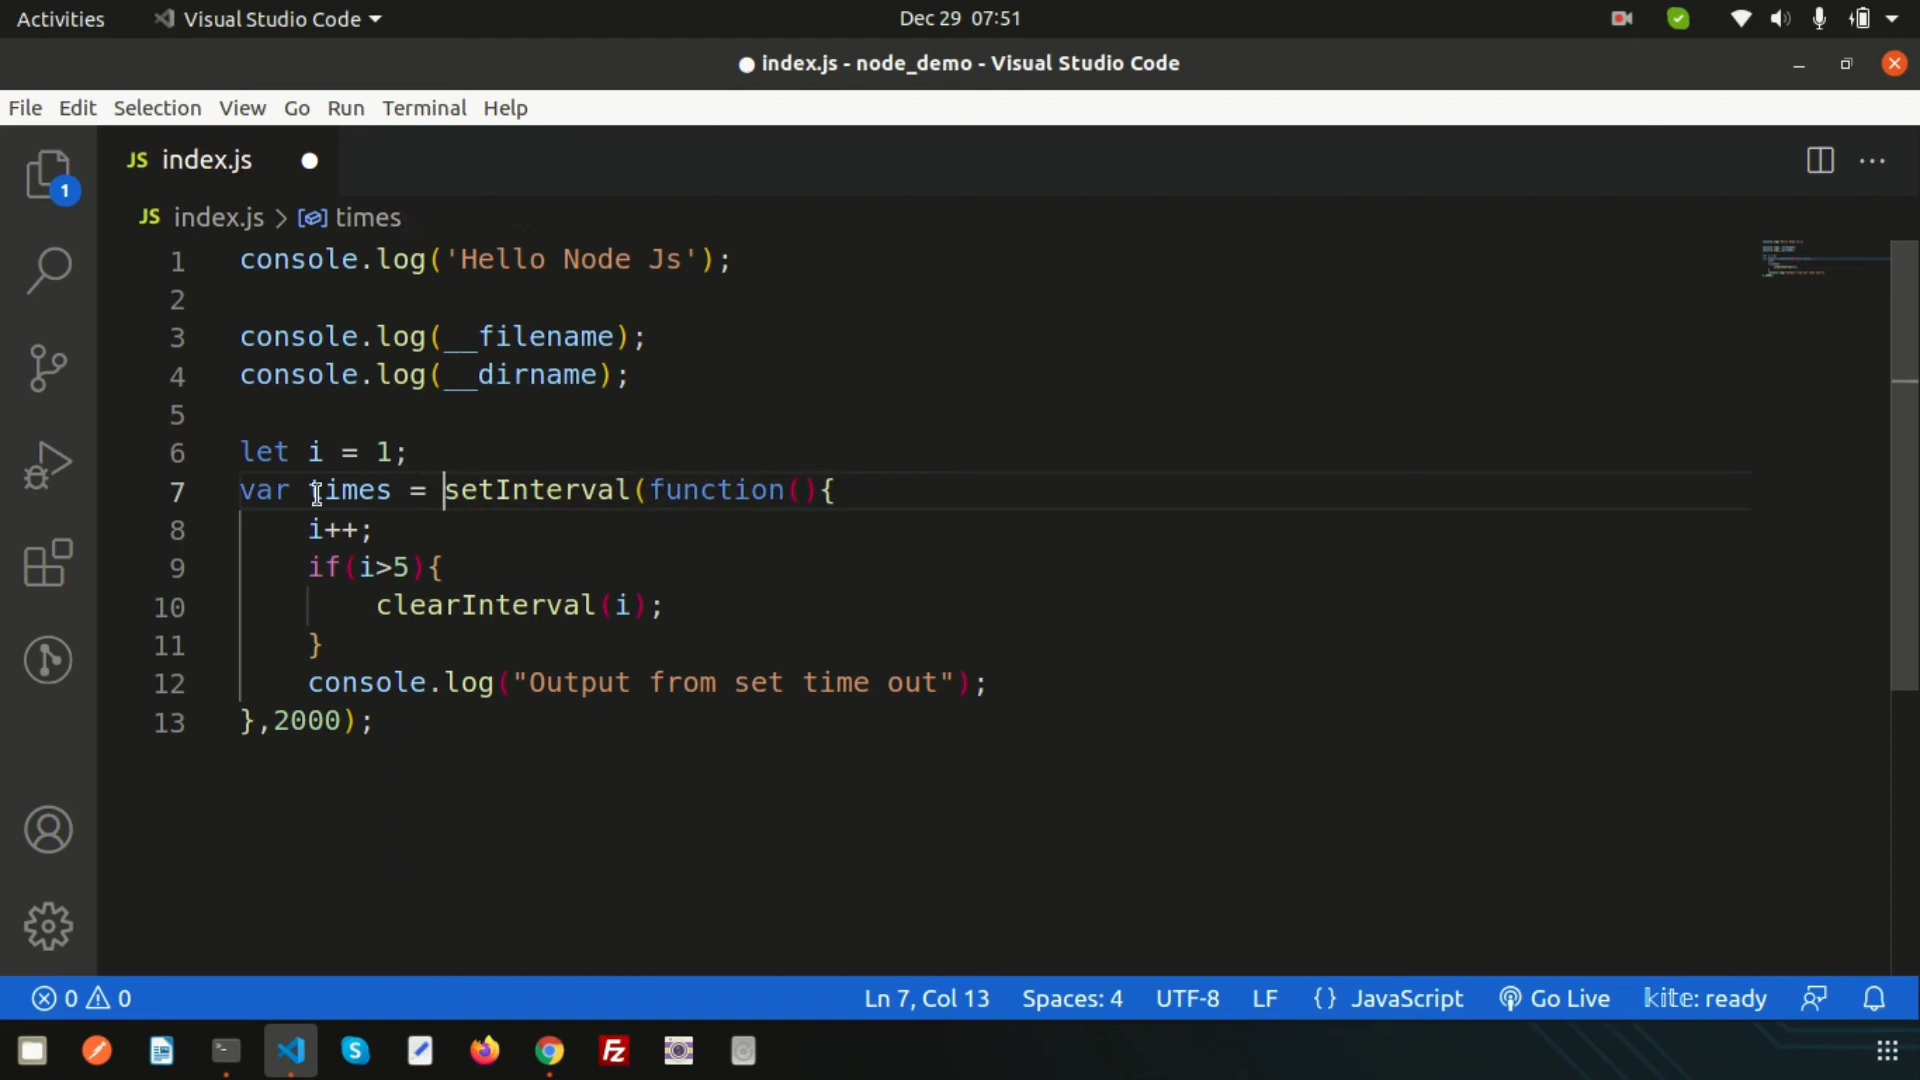 Activities Visual Studio Code Dec 29 07:51
index.js - node_demo - Visual Studio Code
File Edit Selection View Go Run Terminal Help
1
JS index.js
JS index.js > times
1 console.log('Hello Node Js');
2
3 console.log(__filename);
4 console.log(__dirname);
5
6 let i = 1;
7 var times = setInterval(function(){
8 i++;
9 if(i>5){
10 clearInterval(i);
11 }
12 console.log("Output from set time out");
13 },2000);
0 0 Ln 7, Col 13 Spaces: 4 UTF-8 LF {} JavaScript Go Live kite: ready